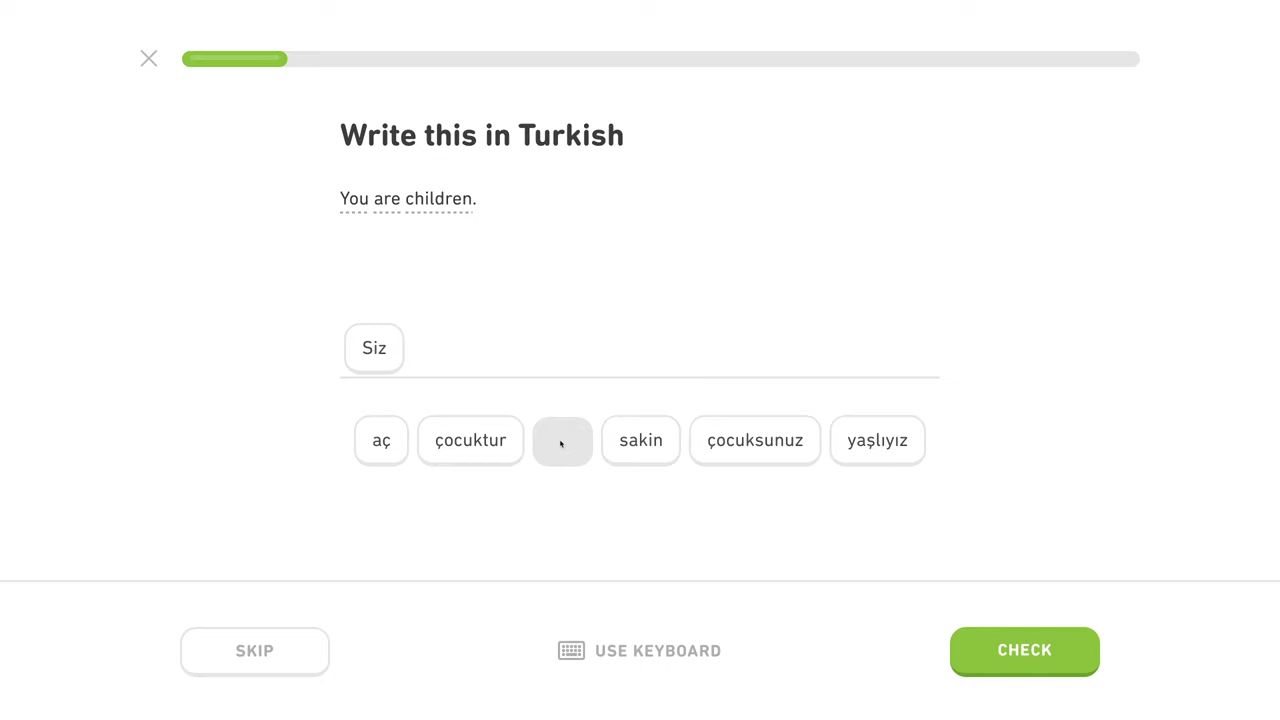 Write this in Turkish
You are children.
Siz
aç çocuktur sakin çocuksunuz yaşlıyız
SKIP USE KEYBOARD CHECK